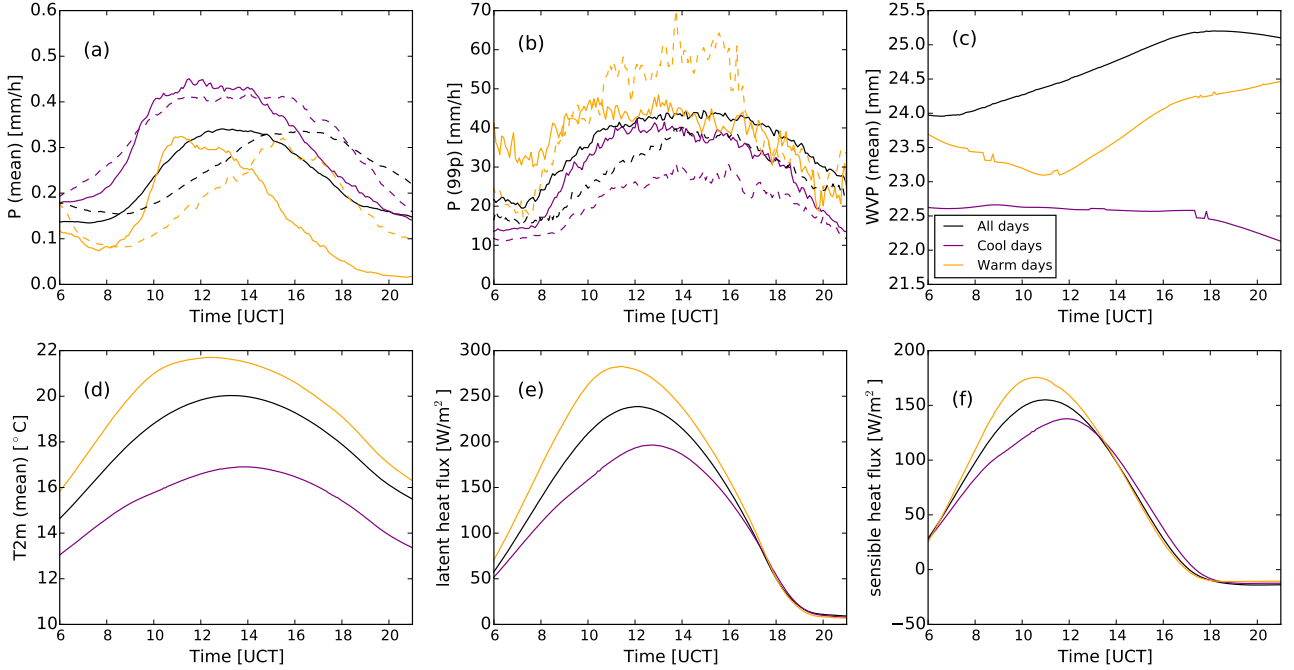 (a)
P (mean) [mm/h]
0.6
0.5
0.4
0.3
0.2
0.1
0.0
6 8 10 12 14 16 18 20
Time [UCT]
(b)
P (99p) [mm/h]
70
60
50
40
30
20
10
0
6 8 10 12 14 16 18 20
Time [UCT]
(c)
WVP (mean) [mm]
25.5
25.0
24.5
24.0
23.5
23.0
22.5
22.0
21.5
All days
Cool days
Warm days
6 8 10 12 14 16 18 20
Time [UCT]
(d)
T2m (mean) [°C]
22
20
18
16
14
12
10
6 8 10 12 14 16 18 20
Time [UCT]
(e)
latent heat flux [W/m²]
300
250
200
150
100
50
0
6 8 10 12 14 16 18 20
Time [UCT]
(f)
sensible heat flux [W/m²]
200
150
100
50
0
−50
6 8 10 12 14 16 18 20
Time [UCT]